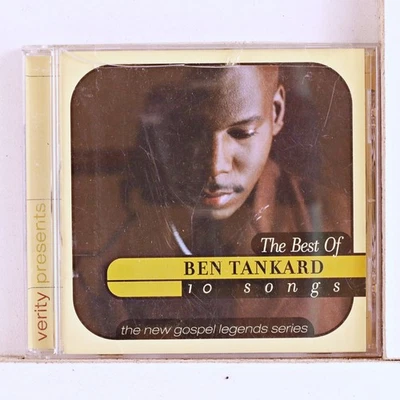 verity presents
The Best Of
BEN TANKARD
10 songs
the new gospel legends series